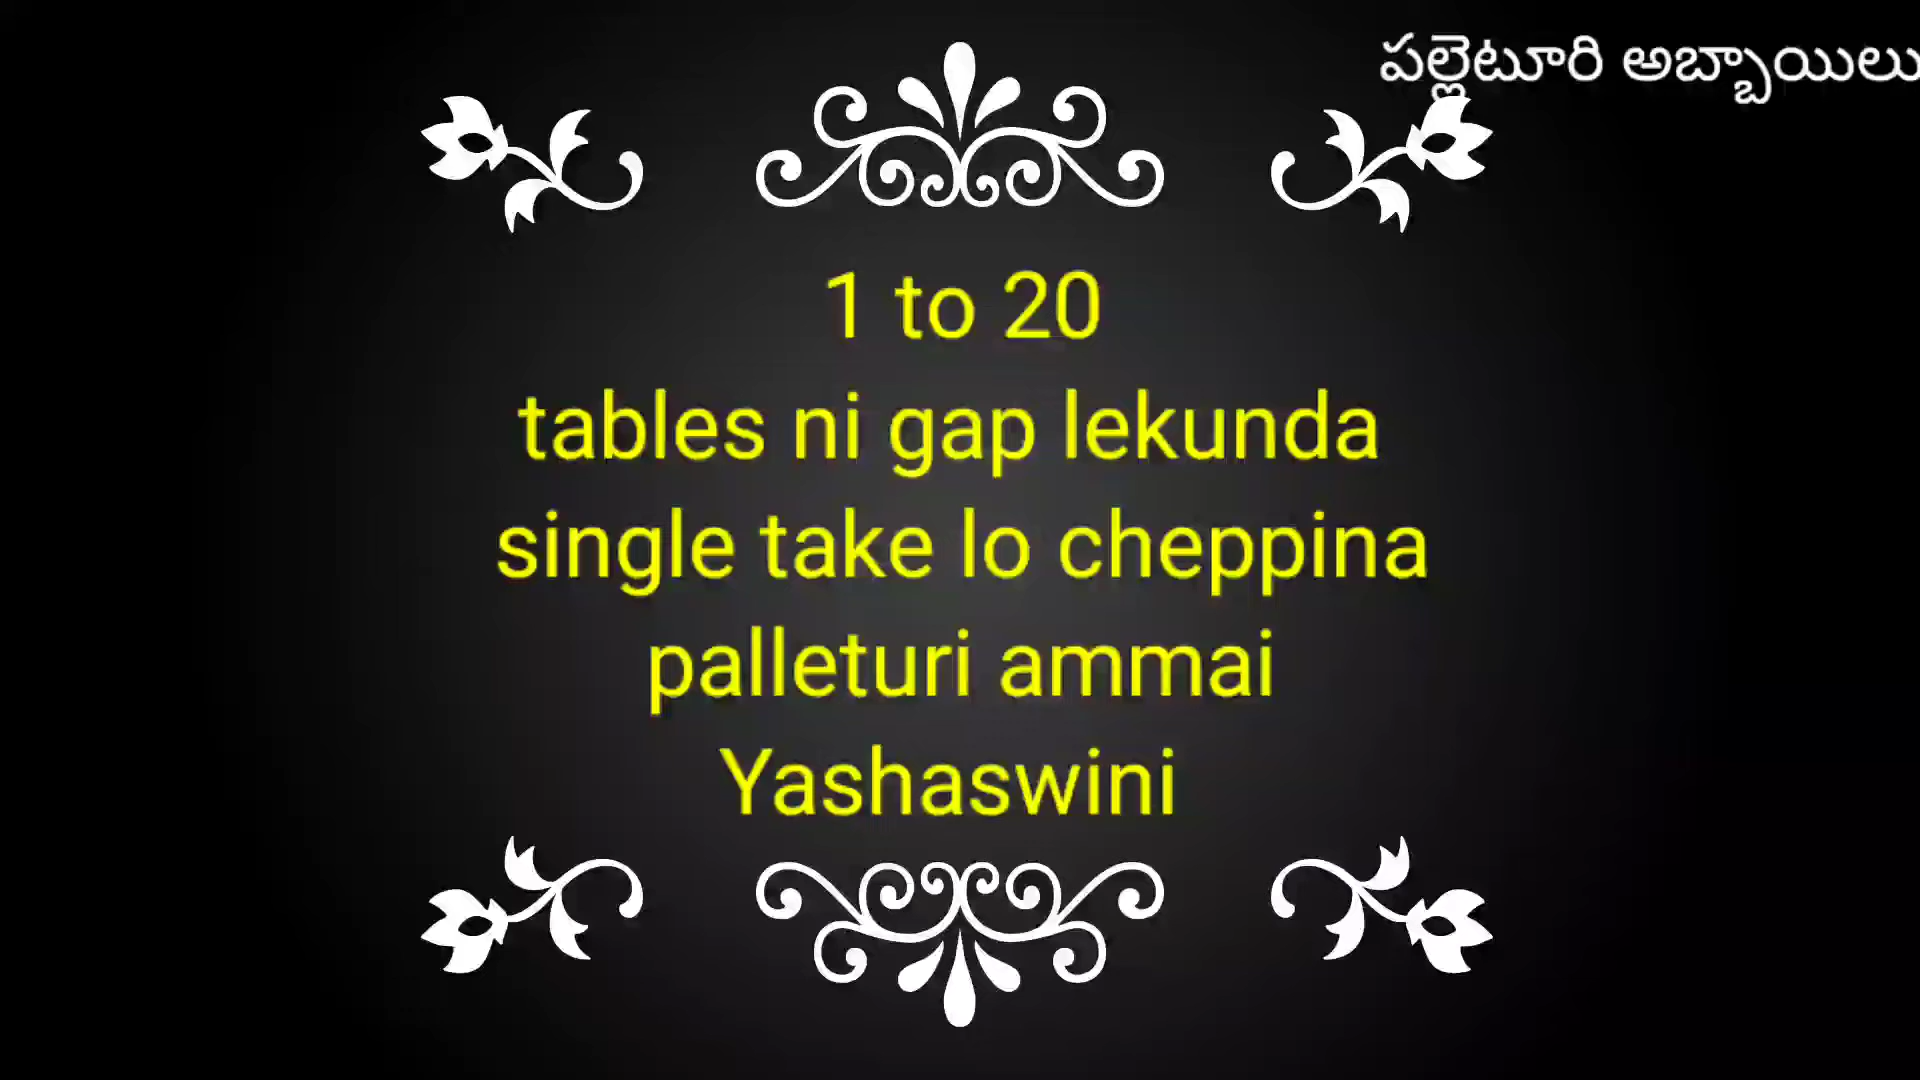 పల్లెటూరి అబ్బాయిలు
1 to 20
tables ni gap lekunda
single take lo cheppina
palleturi ammai
Yashaswini